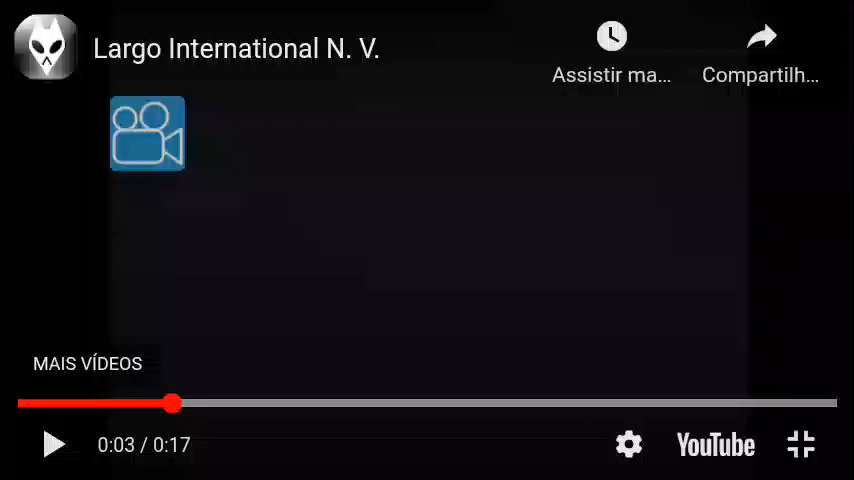 Largo International N. V.
Assistir ma...
Compartilh...
MAIS VÍDEOS
0:03 / 0:17
YouTube